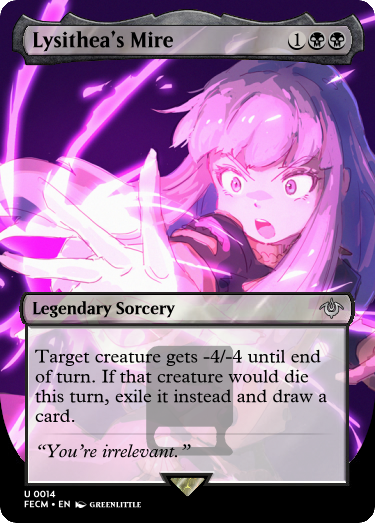 Lysithea's Mire 1
Legendary Sorcery
Target creature gets -4/-4 until end
of turn. If that creature would die
this turn, exile it instead and draw a
card.
“You're irrelevant.”
U 0014
FECM • EN GREENLITTLE